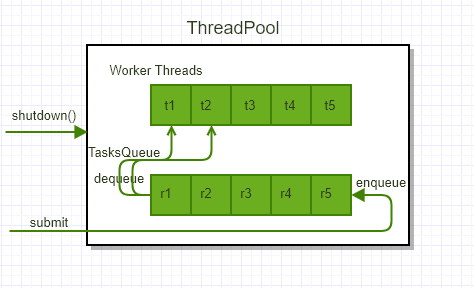 ThreadPool
Worker Threads
t1 t2 t3 t4 t5
shutdown()
TasksQueue
dequeue
enqueue
r1 r2 r3 r4 r5
submit